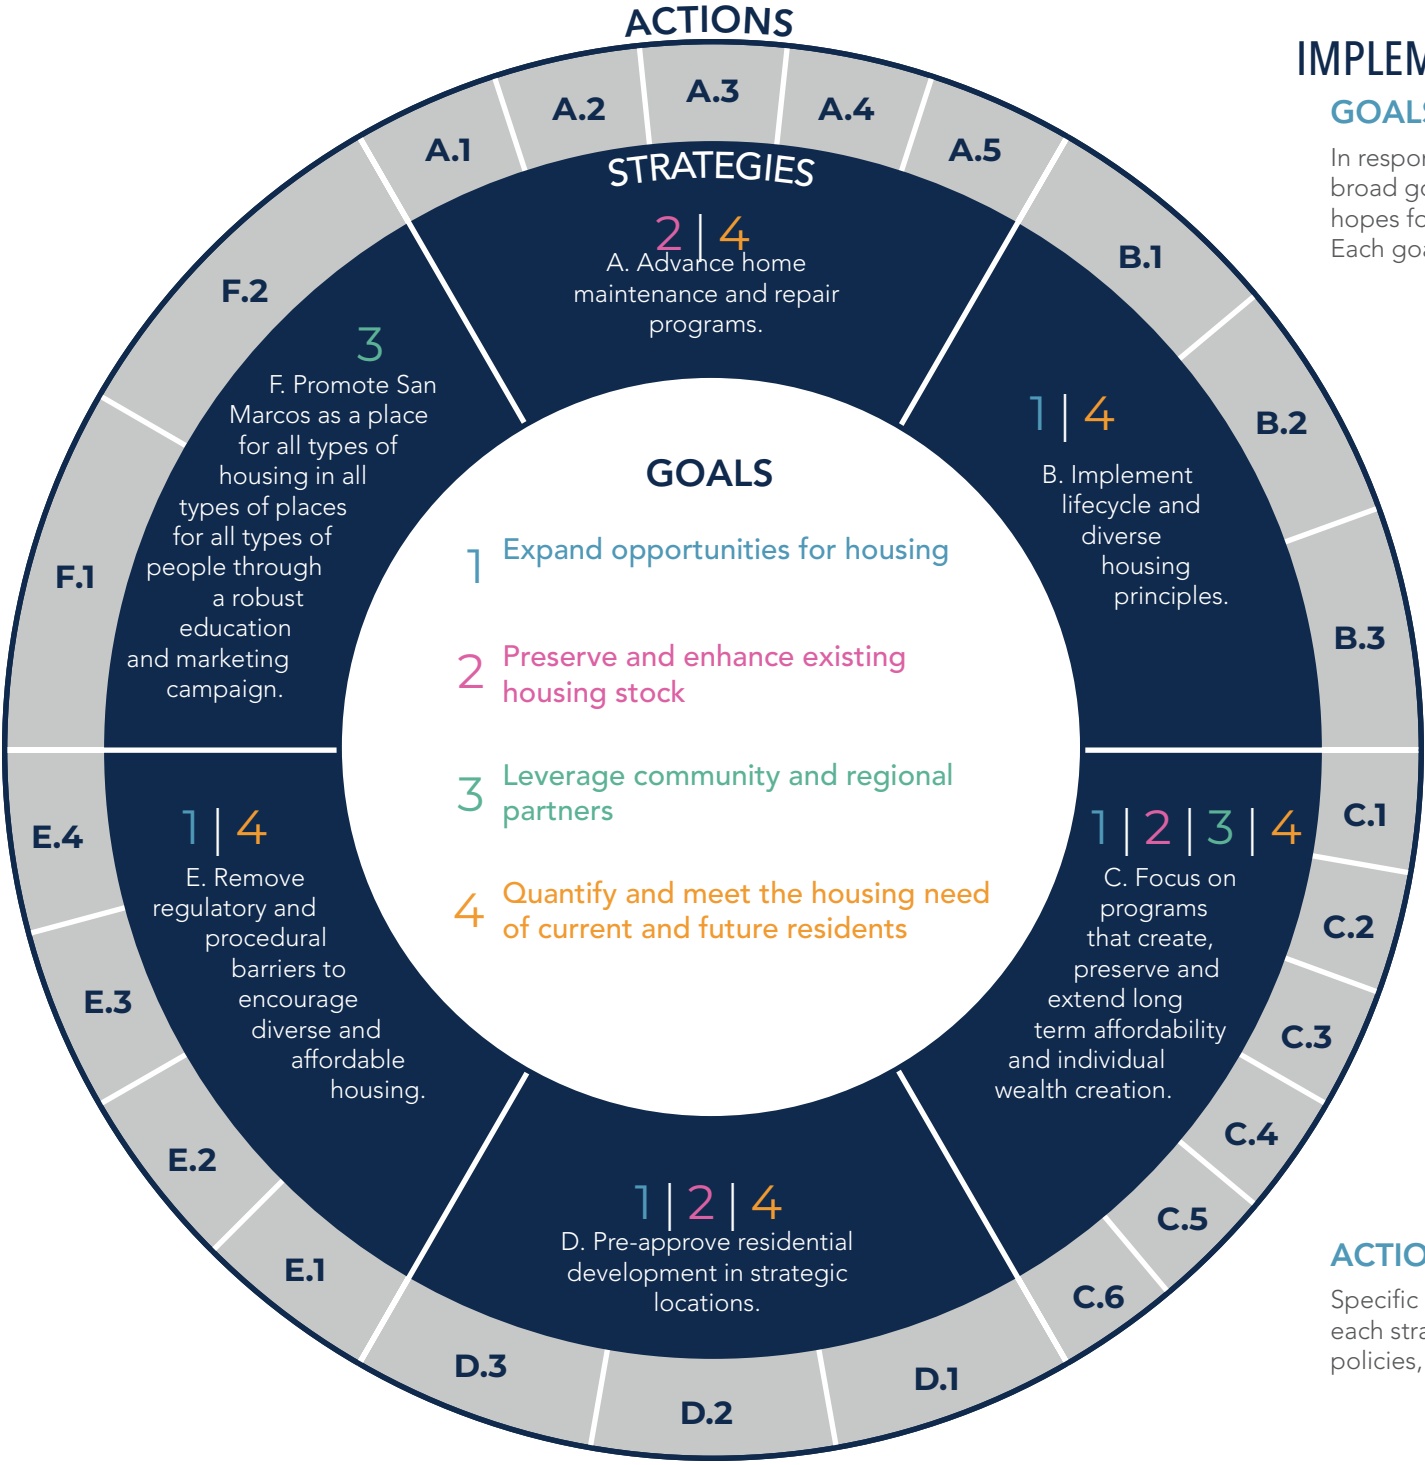 ACTIONS
A.1
A.2
A.3
A.4
A.5
B.1
B.2
B.3
C.1
C.2
C.3
C.4
C.5
C.6
D.1
D.2
D.3
E.1
E.2
E.3
E.4
F.1
F.2
STRATEGIES
2 | 4
A. Advance home
maintenance and repair
programs.
1 | 4
B. Implement
lifecycle and
diverse
housing
principles.
1 | 2 | 3 | 4
C. Focus on
programs
that create,
preserve and
extend long
term affordability
and individual
wealth creation.
1 | 2 | 4
D. Pre-approve residential
development in strategic
locations.
1 | 4
E. Remove
regulatory and
procedural
barriers to
encourage
diverse and
affordable
housing.
3
F. Promote San
Marcos as a place
for all types of
housing in all
types of places
for all types of
people through
a robust
education
and marketing
campaign.
GOALS
1 Expand opportunities for housing
2 Preserve and enhance existing
housing stock
3 Leverage community and regional
partners
4 Quantify and meet the housing need
of current and future residents
GOALS
In
broad
hopes
Each
Specific
each
policies,